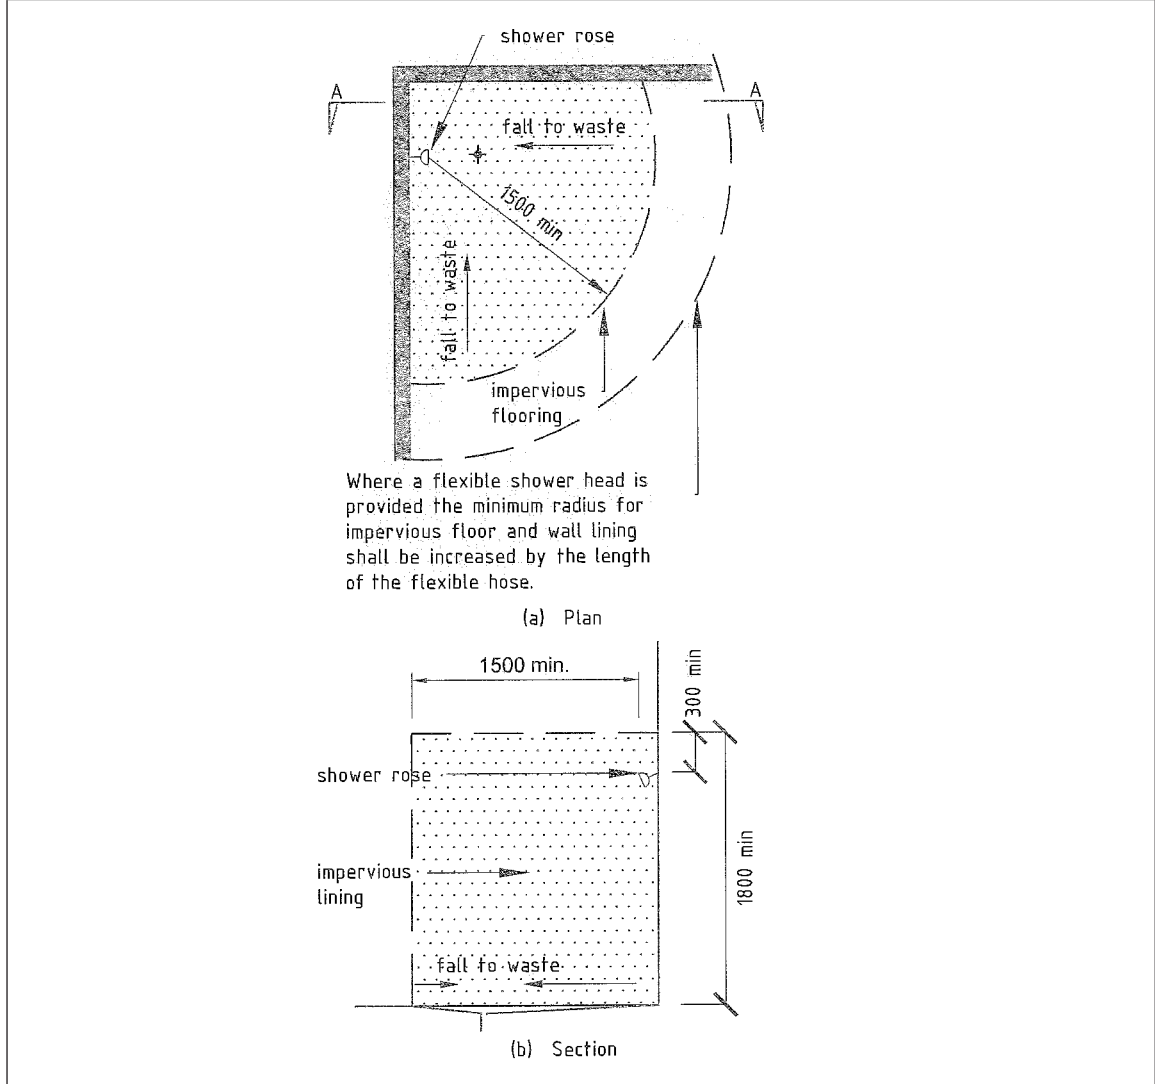 shower rose
A
A
fall to waste
1500 min
fall to waste
impervious
flooring
Where a flexible shower head is
provided the minimum radius for
impervious floor and wall lining
shall be increased by the length
of the flexible hose.
(a) Plan
1500 min.
300 min
shower rose
1800 min
impervious
lining
fall to waste
(b) Section